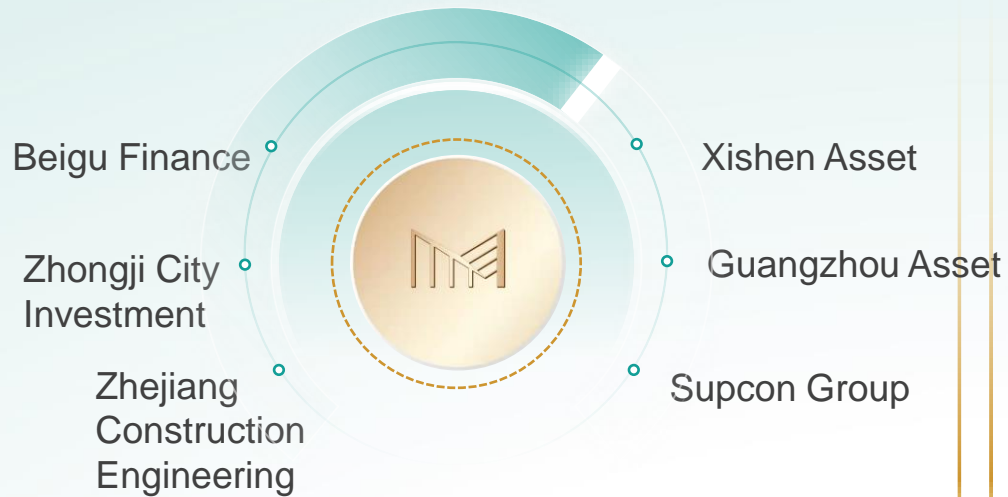 Beigu Finance
Zhongji City
Investment
Zhejiang
Construction
Engineering
Xishen Asset
Guangzhou Asset
Supcon Group